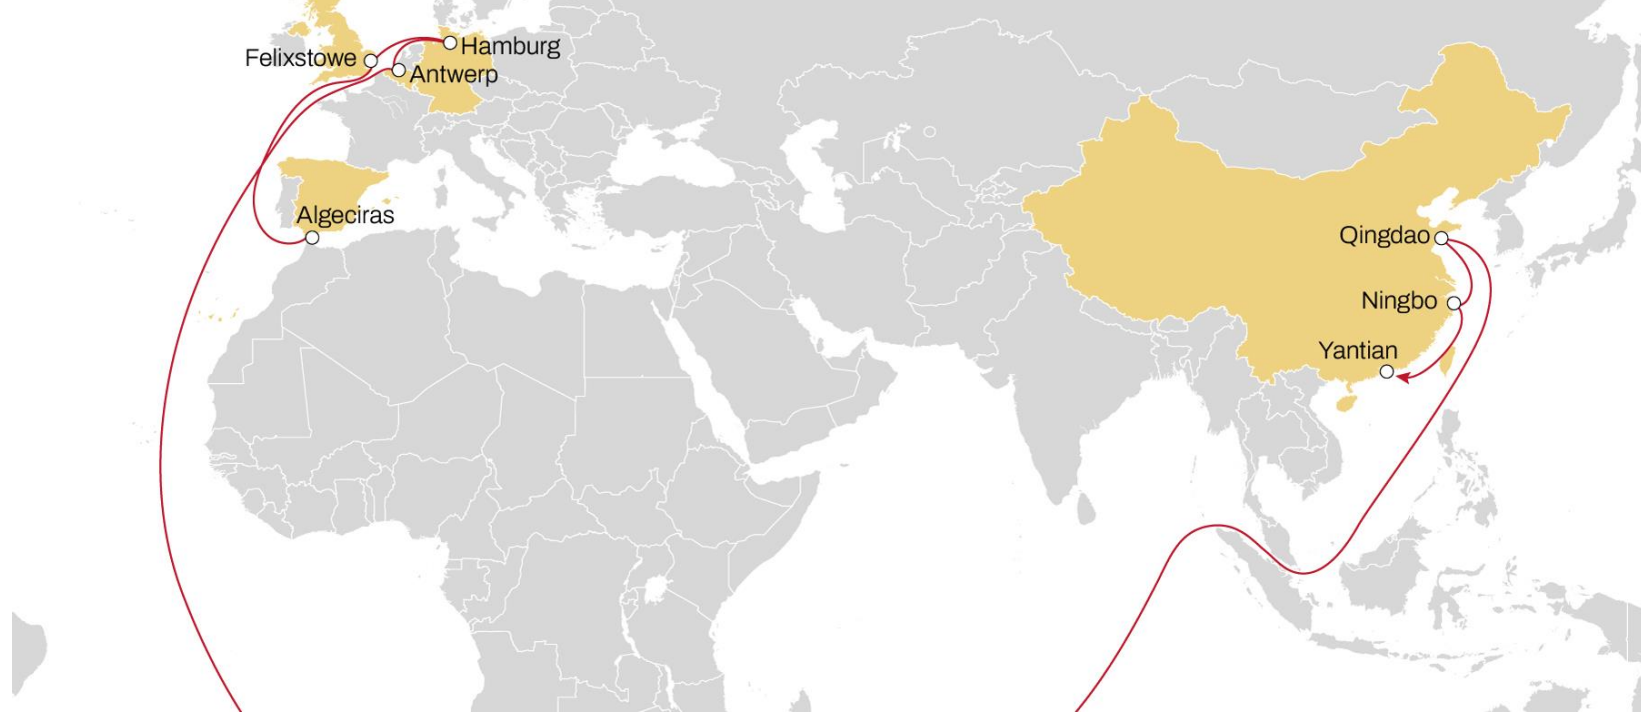 Felixstowe
Hamburg
Antwerp
Algeciras
Qingdao
Ningbo
Yantian